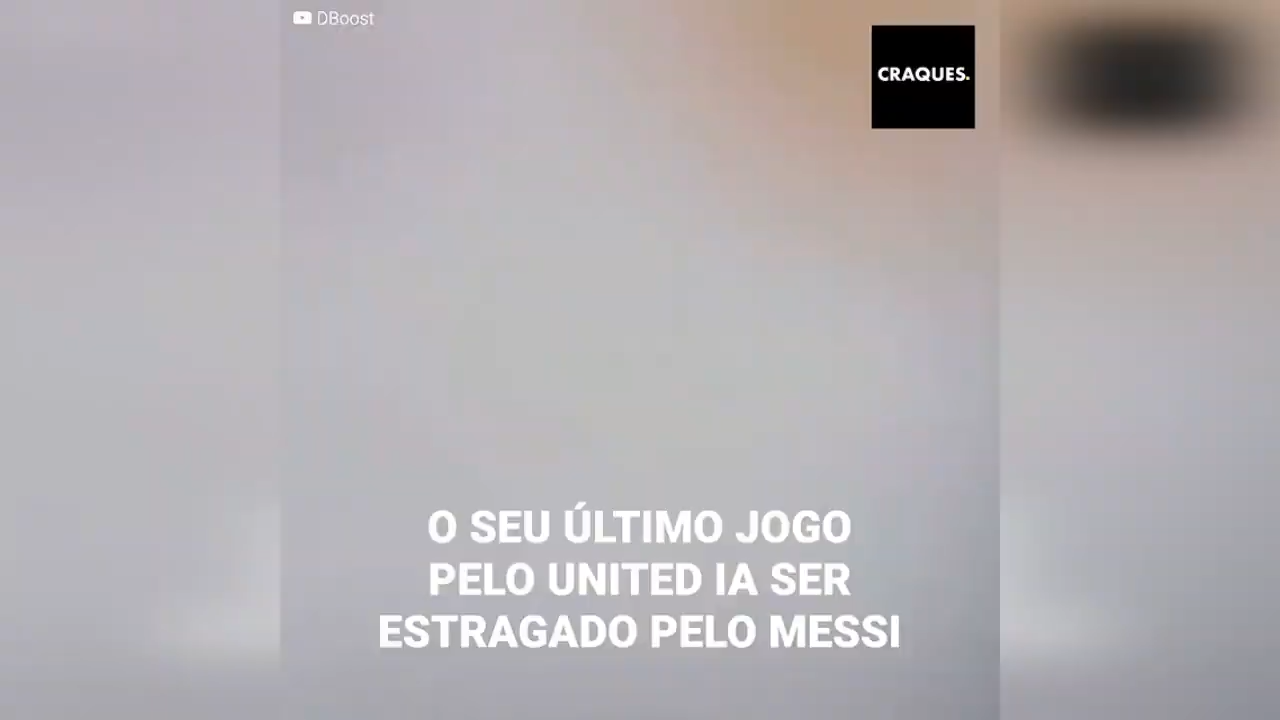 DBoost
CRAQUES.
O SEU ÚLTIMO JOGO
PELO UNITED IA SER
ESTRAGADO PELO MESSI